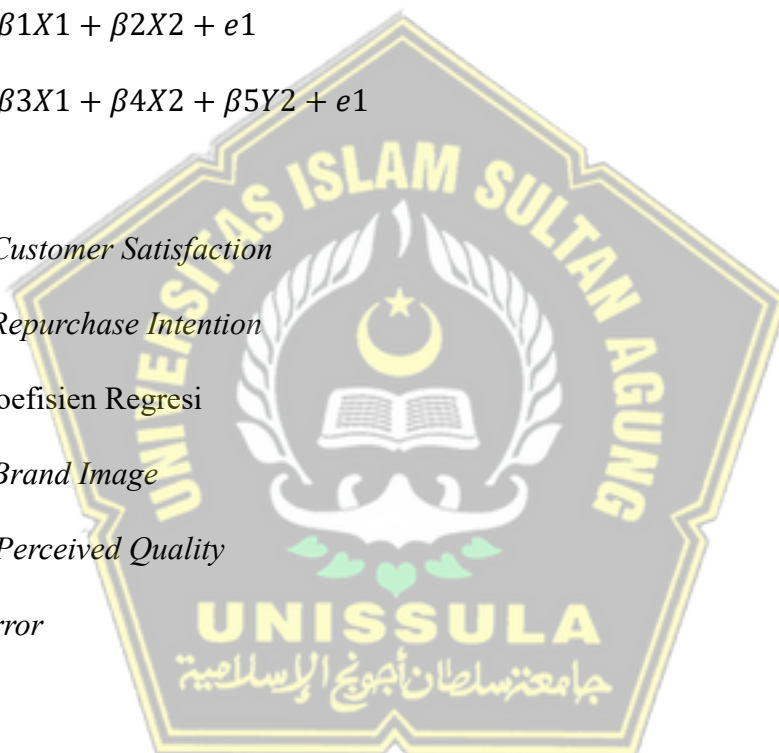 β1X1 + β2X2 + e1
β3X1 + β4X2 + β5Y2 + e1
Customer Satisfaction
Repurchase Intention
oefisien Regresi
Brand Image
Perceived Quality
rror
UNIVERSITAS ISLAM SULTAN AGUNG
UNISSULA
جامعة سلطان أجونج الإسلامية